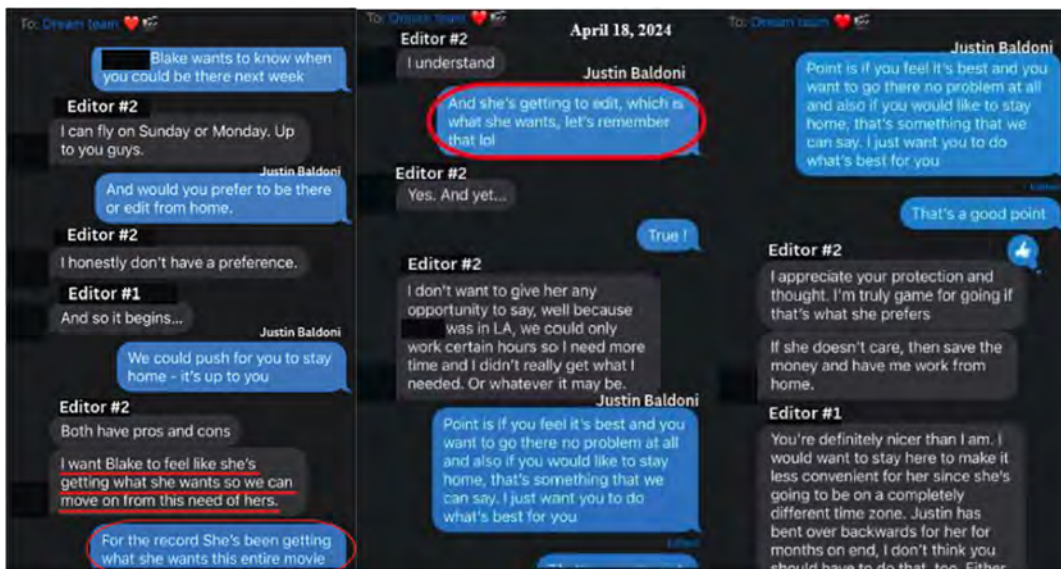 To: Dream team ❤️🎬
Blake wants to know when
you could be there next week
Editor #2
I can fly on Sunday or Monday. Up
to you guys.
Justin Baldoni
And would you prefer to be there
or edit from home.
Editor #2
I honestly don't have a preference.
Editor #1
And so it begins...
Justin Baldoni
We could push for you to stay
home - it's up to you
Editor #2
Both have pros and cons
I want Blake to feel like she's
getting what she wants so we can
move on from this need of hers.
For the record She's been getting
what she wants this entire movie
To: Dream team ❤️🎬
April 18, 2024
Editor #2
I understand
Justin Baldoni
And she's getting to edit, which is
what she wants, let's remember
that lol
Editor #2
Yes. And yet...
True !
Editor #2
I don't want to give her any
opportunity to say, well because
was in LA, we could only
work certain hours so I need more
time and I didn't really get what I
needed. Or whatever it may be.
Justin Baldoni
Point is if you feel it's best and you
want to go there no problem at all
and also if you would like to stay
home, that's something that we
can say. I just want you to do
what's best for you
Edited
To: Dream team ❤️🎬
Justin Baldoni
Point is if you feel it's best and you
want to go there no problem at all
and also if you would like to stay
home, that's something that we
can say. I just want you to do
what's best for you
Edited
That's a good point
Editor #2
I appreciate your protection and
thought. I'm truly game for going if
that's what she prefers
If she doesn't care, then save the
money and have me work from
home.
Editor #1
You're definitely nicer than I am. I
would want to stay here to make it
less convenient for her since she's
going to be on a completely
different time zone. Justin has
bent over backwards for her for
months on end, I don't think you
should have to do that, too. Either